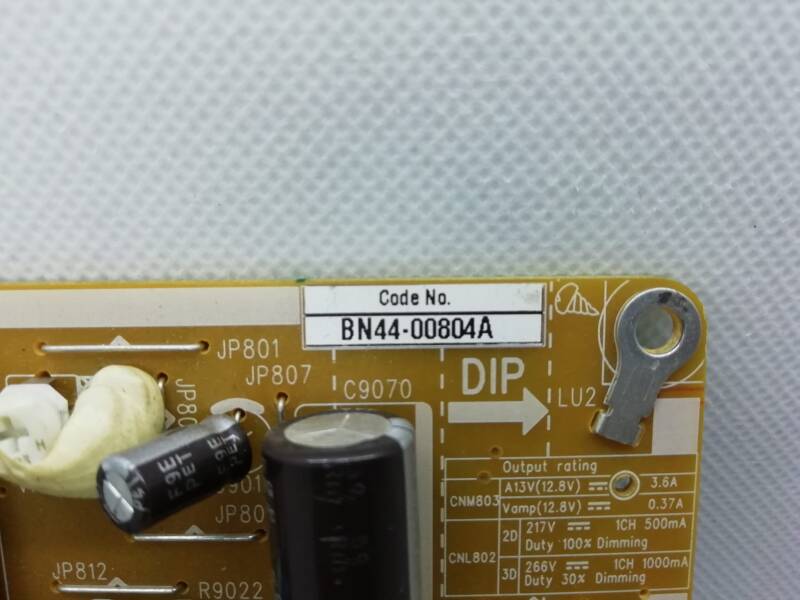 Code No.
BN44-00804A
JP801
JP807
C9070
DIP
LU2
Output rating
CNM803
A13V(12.8V) 3.6A
Vamp(12.8V) 0.37A
CNL802
2D
217V 1CH 500mA
Duty 100% Dimming
3D
266V 1CH 1000mA
Duty 30% Dimming
F9E
PET
JP812
R9022